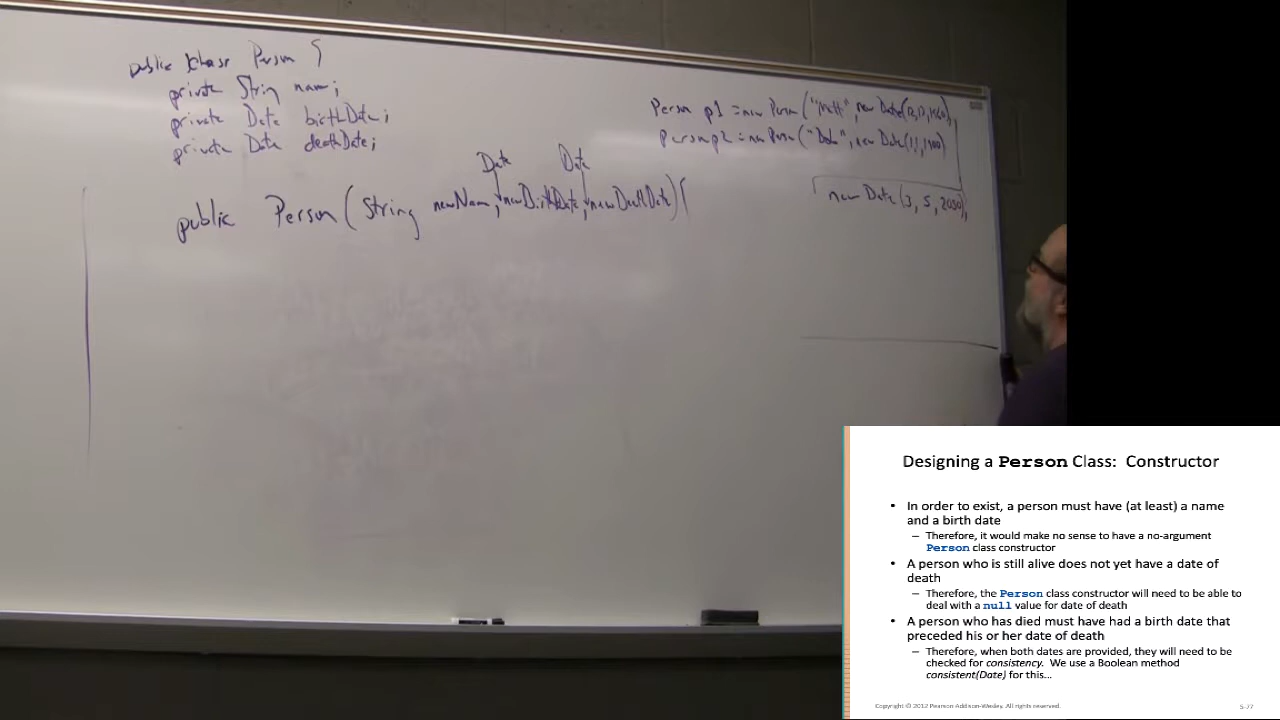 public class Person {
private String name;
private Date birthDate;
private Date deathDate;
Date Date
public Person (String newName, newBirthDate, newDeathDate) {
Person p1 = new Person ("Matt", new Date(
Person p2 = new Person (" ", new Date(1,1,1900)
new Date (3, 5, 2030);
Designing a Person Class: Constructor
• In order to exist, a person must have (at least) a name
and a birth date
– Therefore, it would make no sense to have a no-argument
Person class constructor
• A person who is still alive does not yet have a date of
death
– Therefore, the Person class constructor will need to be able to
deal with a null value for date of death
• A person who has died must have had a birth date that
preceded his or her date of death
– Therefore, when both dates are provided, they will need to be
checked for consistency. We use a Boolean method
consistent(Date) for this...
Copyright © 2012 Pearson Addison-Wesley. All rights reserved.
5-77